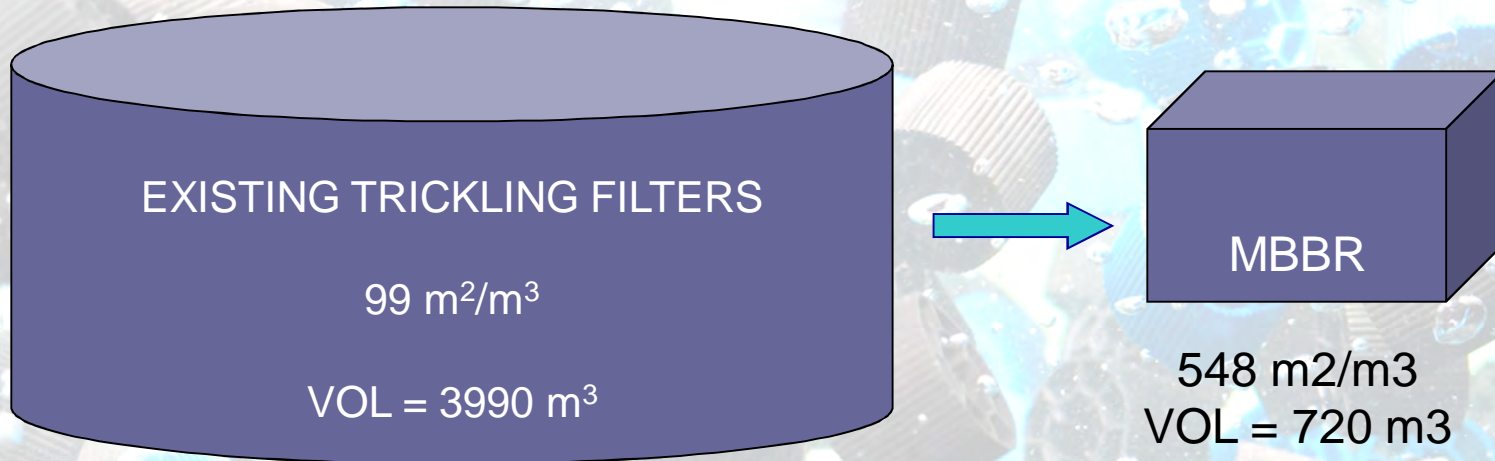 EXISTING TRICKLING FILTERS
99 m²/m³
VOL = 3990 m³
MBBR
548 m2/m3
VOL = 720 m3